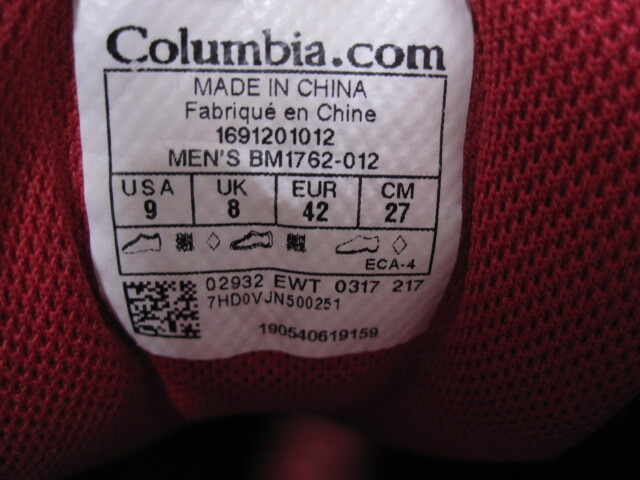 Columbia.com
MADE IN CHINA
Fabriqué en Chine
1691201012
MEN'S BM1762-012
USA UK EUR CM
9 8 42 27
ECA-4
02932 EWT 0317 217
7HD0VJN500251
190540619159